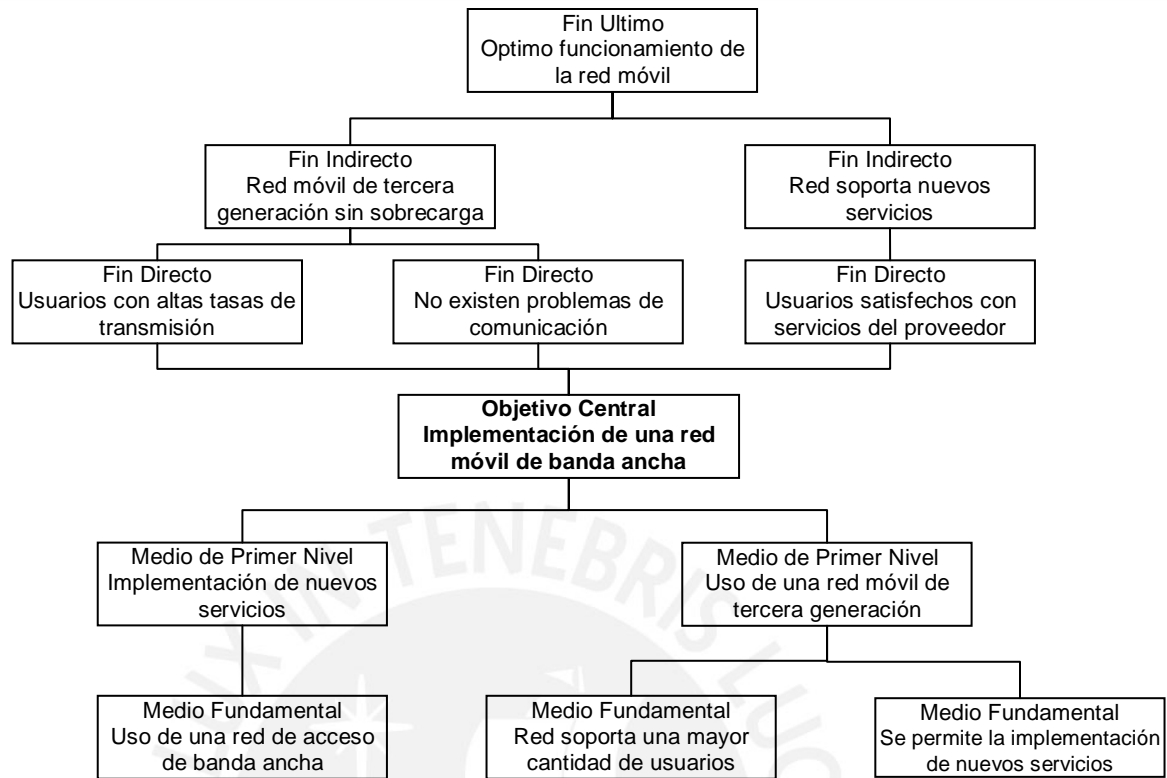 Fin Ultimo
Optimo funcionamiento de
la red móvil
Fin Indirecto
Red móvil de tercera
generación sin sobrecarga
Fin Indirecto
Red soporta nuevos
servicios
Fin Directo
Usuarios con altas tasas de
transmisión
Fin Directo
No existen problemas de
comunicación
Fin Directo
Usuarios satisfechos con
servicios del proveedor
Objetivo Central
Implementación de una red
móvil de banda ancha
Medio de Primer Nivel
Implementación de nuevos
servicios
Medio de Primer Nivel
Uso de una red móvil de
tercera generación
Medio Fundamental
Uso de una red de acceso
de banda ancha
Medio Fundamental
Red soporta una mayor
cantidad de usuarios
Medio Fundamental
Se permite la implementación
de nuevos servicios
IN TENEBRIS